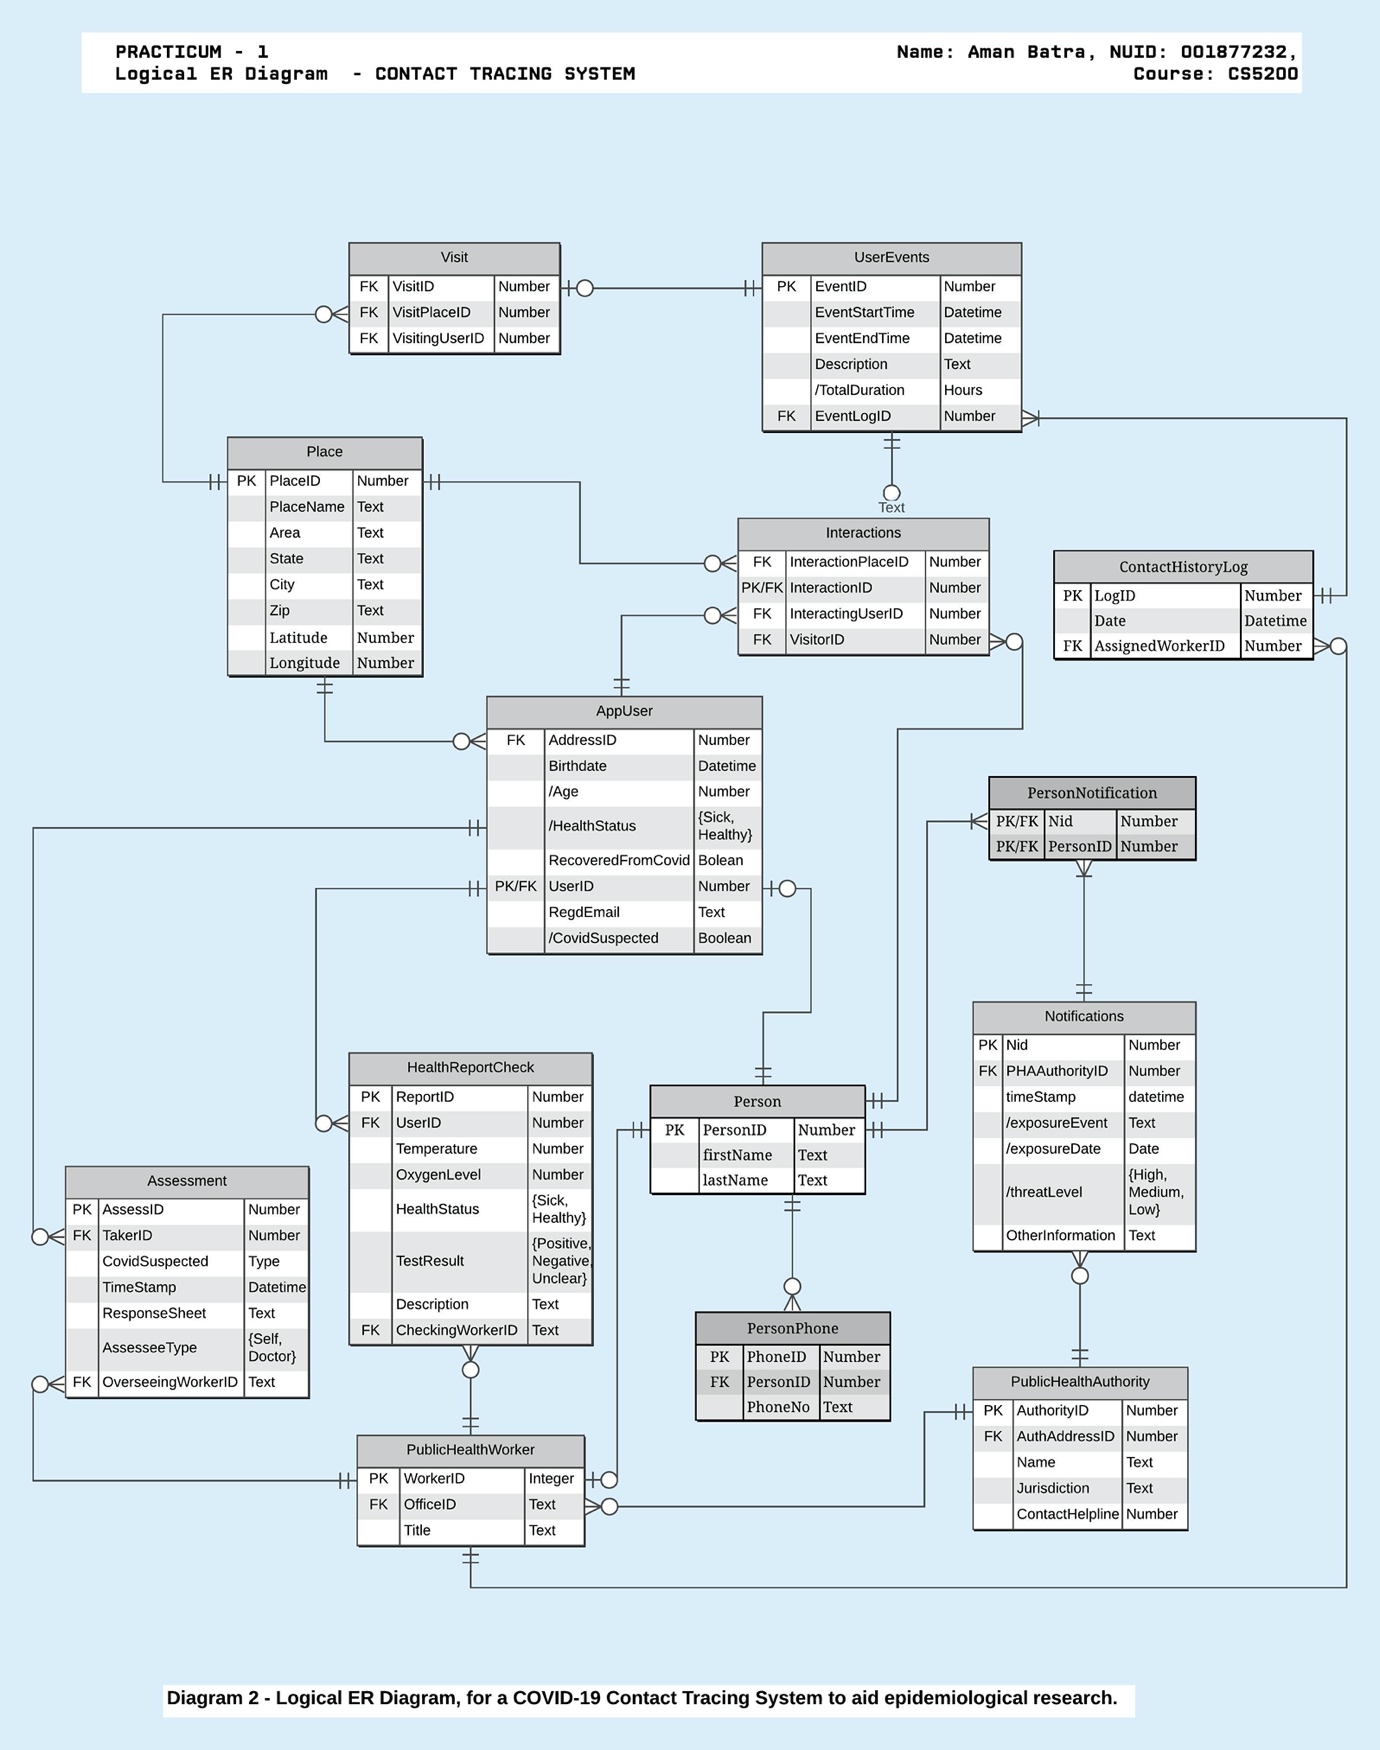 PRACTICUM - 1
Logical ER Diagram - CONTACT TRACING SYSTEM
Name: Aman Batra, NUID: 001877232,
Course: CS5200
Visit
FK VisitID Number
FK VisitPlaceID Number
FK VisitingUserID Number
UserEvents
PK EventID Number
EventStartTime Datetime
EventEndTime Datetime
Description Text
/TotalDuration Hours
FK EventLogID Number
Place
PK PlaceID Number
PlaceName Text
Area Text
State Text
City Text
Zip Text
Latitude Number
Longitude Number
Text
Interactions
FK InteractionPlaceID Number
PK/FK InteractionID Number
FK InteractingUserID Number
FK VisitorID Number
ContactHistoryLog
PK LogID Number
Date Datetime
FK AssignedWorkerID Number
AppUser
FK AddressID Number
Birthdate Datetime
/Age Number
/HealthStatus {Sick,
Healthy}
RecoveredFromCovid Bolean
PK/FK UserID Number
RegdEmail Text
/CovidSuspected Boolean
PersonNotification
PK/FK Nid Number
PK/FK PersonID Number
Notifications
PK Nid Number
FK PHAAuthorityID Number
timeStamp datetime
/exposureEvent Text
/exposureDate Date
/threatLevel {High,
Medium,
Low}
OtherInformation Text
HealthReportCheck
PK ReportID Number
FK UserID Number
Temperature Number
OxygenLevel Number
HealthStatus {Sick,
Healthy}
TestResult {Positive,
Negative,
Unclear}
Description Text
FK CheckingWorkerID Text
Person
PK PersonID Number
firstName Text
lastName Text
Assessment
PK AssessID Number
FK TakerID Number
CovidSuspected Type
TimeStamp Datetime
ResponseSheet Text
AssesseeType {Self,
Doctor}
FK OverseeingWorkerID Text
PersonPhone
PK PhoneID Number
FK PersonID Number
PhoneNo Text
PublicHealthAuthority
PK AuthorityID Number
FK AuthAddressID Number
Name Text
Jurisdiction Text
ContactHelpline Number
PublicHealthWorker
PK WorkerID Integer
FK OfficeID Text
Title Text
Diagram 2 - Logical ER Diagram, for a COVID-19 Contact Tracing System to aid epidemiological research.